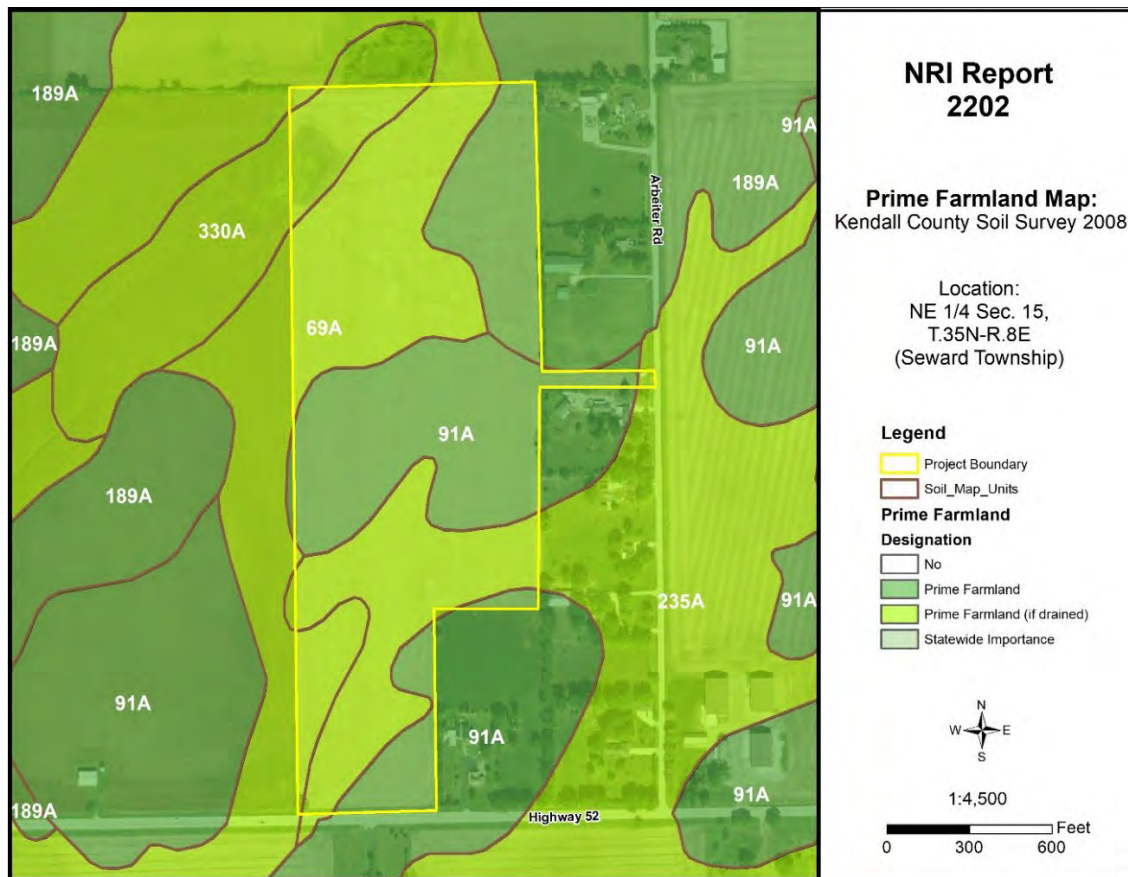 189A
91A
189A
330A
Arbeiter Rd
69A
189A
91A
91A
189A
235A
91A
91A
91A
91A
189A
Highway 52
NRI Report
2202
Prime Farmland Map:
Kendall County Soil Survey 2008
Location:
NE 1/4 Sec. 15,
T.35N-R.8E
(Seward Township)
Legend
Project Boundary
Soil_Map_Units
Prime Farmland
Designation
No
Prime Farmland
Prime Farmland (if drained)
Statewide Importance
N
W E
S
1:4,500
Feet
0 300 600